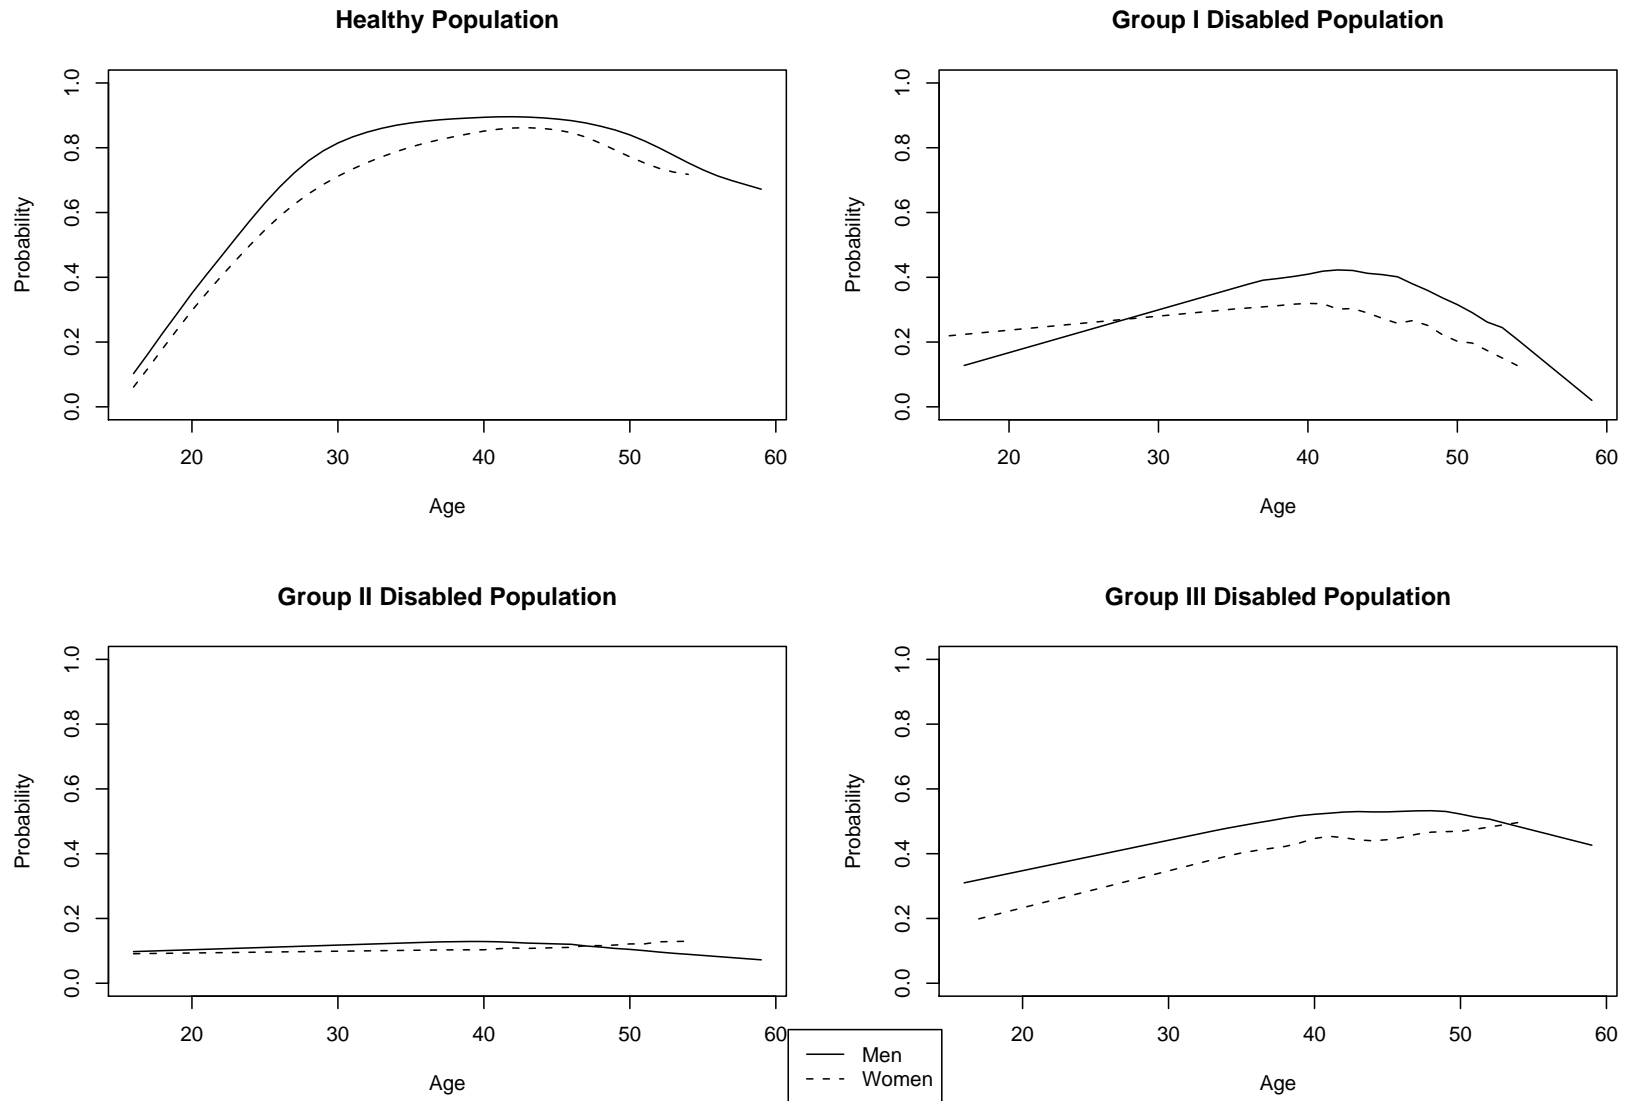 Healthy Population
Probability
1.0
0.8
0.6
0.4
0.2
0.0
20 30 40 50 60
Age
Group I Disabled Population
Probability
1.0
0.8
0.6
0.4
0.2
0.0
20 30 40 50 60
Age
Group II Disabled Population
Probability
1.0
0.8
0.6
0.4
0.2
0.0
20 30 40 50 60
Age
Group III Disabled Population
Probability
1.0
0.8
0.6
0.4
0.2
0.0
20 30 40 50 60
Age
Men
Women